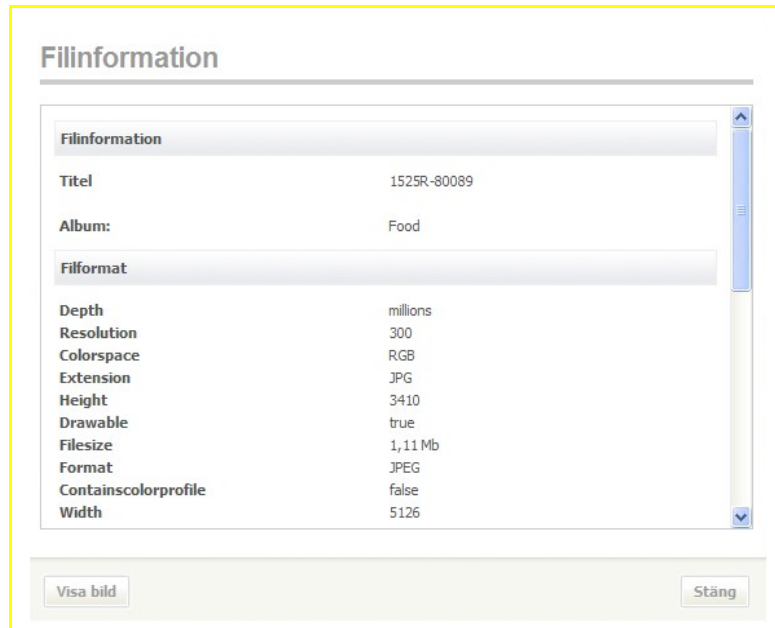 Filinformation
Filinformation
Titel 1525R-80089
Album: Food
Filformat
Depth millions
Resolution 300
Colorspace RGB
Extension JPG
Height 3410
Drawable true
Filesize 1,11 Mb
Format JPEG
Containscolorprofile false
Width 5126
Visa bild Stäng